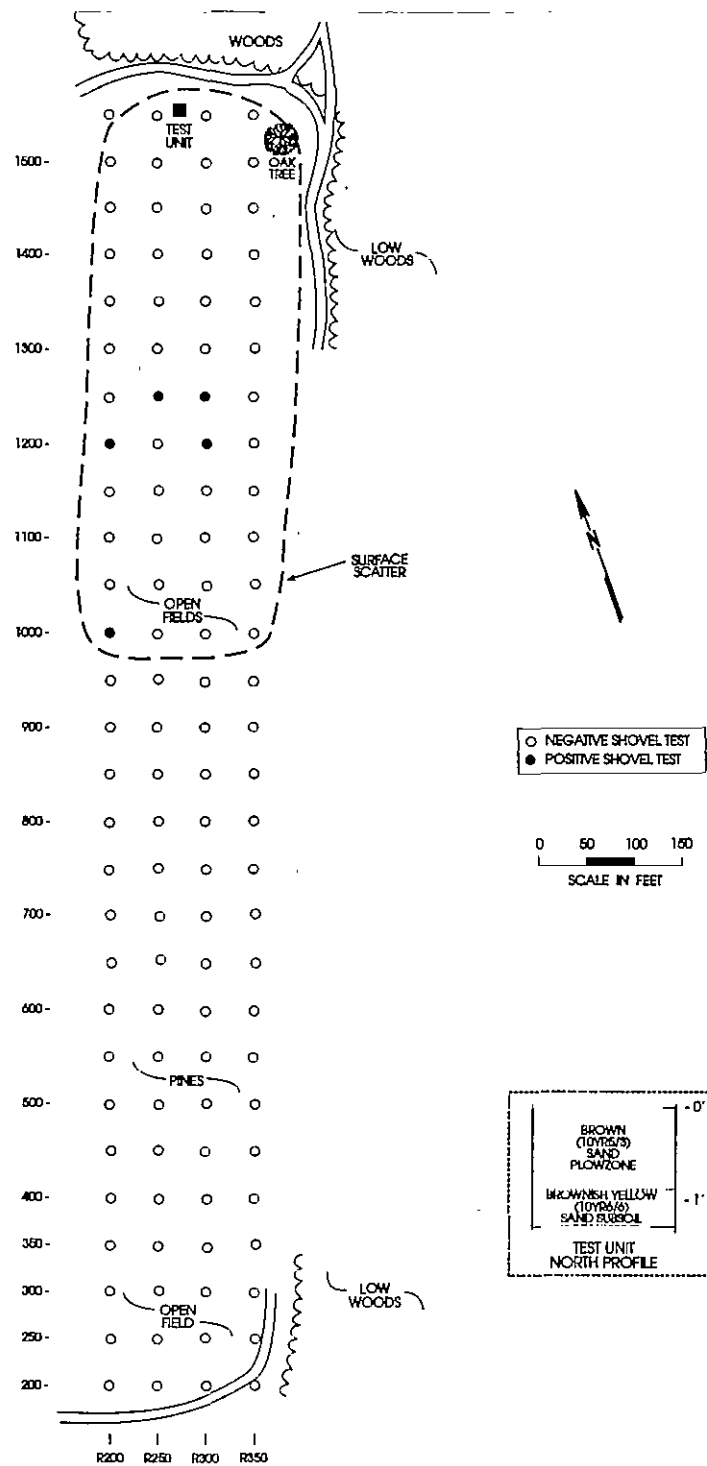 WOODS
TEST
UNIT
OAK
TREE
1500 -
LOW
WOODS
1400 -
1300 -
1200 -
N
1100 -
SURFACE
SCATTER
OPEN
FIELDS
1000 -
900 -
NEGATIVE SHOVEL TEST
POSITIVE SHOVEL TEST
800 -
0 50 100 150
SCALE IN FEET
700 -
600 -
PINES
500 -
- 0'
BROWN
(10YR5/3)
SAND
PLOWZONE
BROWNISH YELLOW
(10YR6/6)
SAND SUBSOIL
- 1'
TEST UNIT
NORTH PROFILE
400 -
350 -
300 -
LOW
WOODS
OPEN
FIELD
250 -
200 -
R200 R250 R300 R350